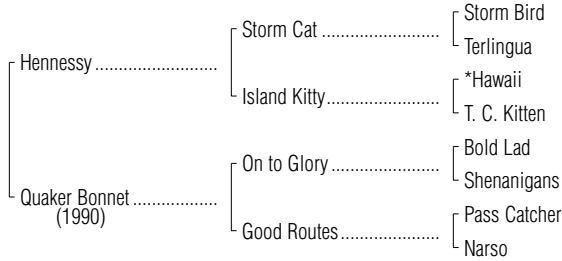 Storm Bird
Storm Cat ........................
Terlingua
Hennessy .........................
*Hawaii
Island Kitty .......................
T. C. Kitten
Bold Lad
On to Glory ......................
Shenanigans
Quaker Bonnet .................
(1990)
Pass Catcher
Good Routes ....................
Narso